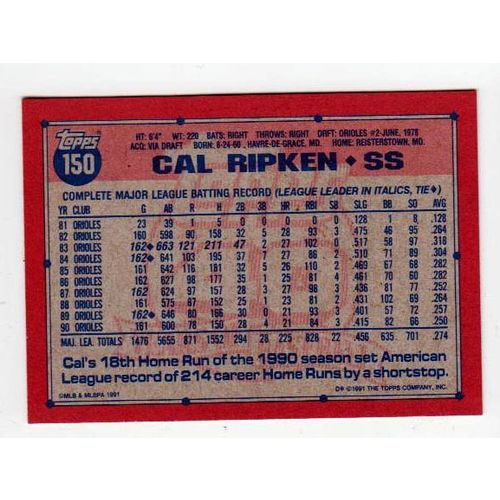 Topps
150
HT: 6'4" WT: 220 BATS: RIGHT THROWS: RIGHT DRFT: ORIOLES #2-JUNE, 1978
ACQ: VIA DRAFT BORN: 8-24-60, HAVRE-DE-GRACE, MD. HOME: REISTERSTOWN, MD.
CAL RIPKEN ◆ SS
COMPLETE MAJOR LEAGUE BATTING RECORD (LEAGUE LEADER IN ITALICS, TIE◆)
YR CLUB G AB R H 2B 3B HR RBI SB SLG BB SO AVG
81 ORIOLES 23 39 1 5 0 0 0 0 0 .128 1 8 .128
82 ORIOLES 160 598 90 158 32 5 28 93 3 .475 46 95 .264
83 ORIOLES 162◆ 663 121 211 47 2 27 102 0 .517 58 97 .318
84 ORIOLES 162◆ 641 103 195 37 7 27 86 2 .510 71 89 .304
85 ORIOLES 161 642 116 181 32 5 26 110 2 .469 67 68 .282
86 ORIOLES 162 627 98 177 35 1 25 81 4 .461 70 60 .282
87 ORIOLES 162◆ 624 97 157 28 3 27 98 3 .436 81 77 .252
88 ORIOLES 161 575 87 152 25 1 23 81 2 .431 102 69 .264
89 ORIOLES 162◆ 646 80 166 30 0 21 93 3 .401 57 72 .257
90 ORIOLES 161 600 78 150 28 4 21 84 3 .415 82 66 .250
MAJ. LEA. TOTALS 1476 5655 871 1552 294 28 225 828 22 .456 635 701 .274
Cal's 18th Home Run of the 1990 season set American
League record of 214 career Home Runs by a shortstop.
©MLB & MLBPA 1991
D* ©1991 THE TOPPS COMPANY, INC.